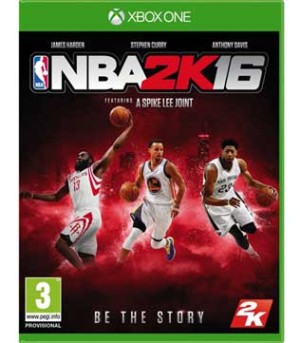 XBOX ONE
JAMES HARDEN STEPHEN CURRY ANTHONY DAVIS
NBA NBA2K16
FEATURING A SPIKE LEE JOINT
13 30 23
3
www.pegi.info
PROVISIONAL
BE THE STORY
2K